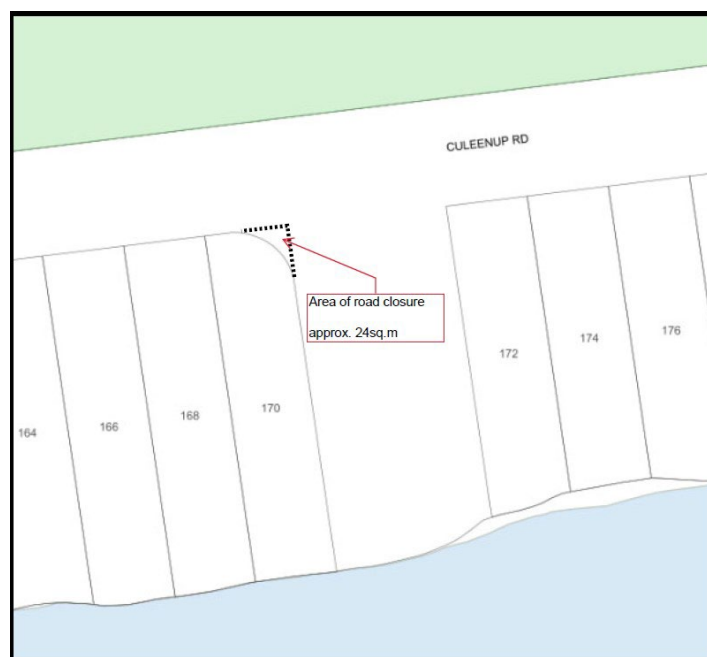 CULEENUP RD
Area of road closure
approx. 24sq.m
164
166
168
170
172
174
176